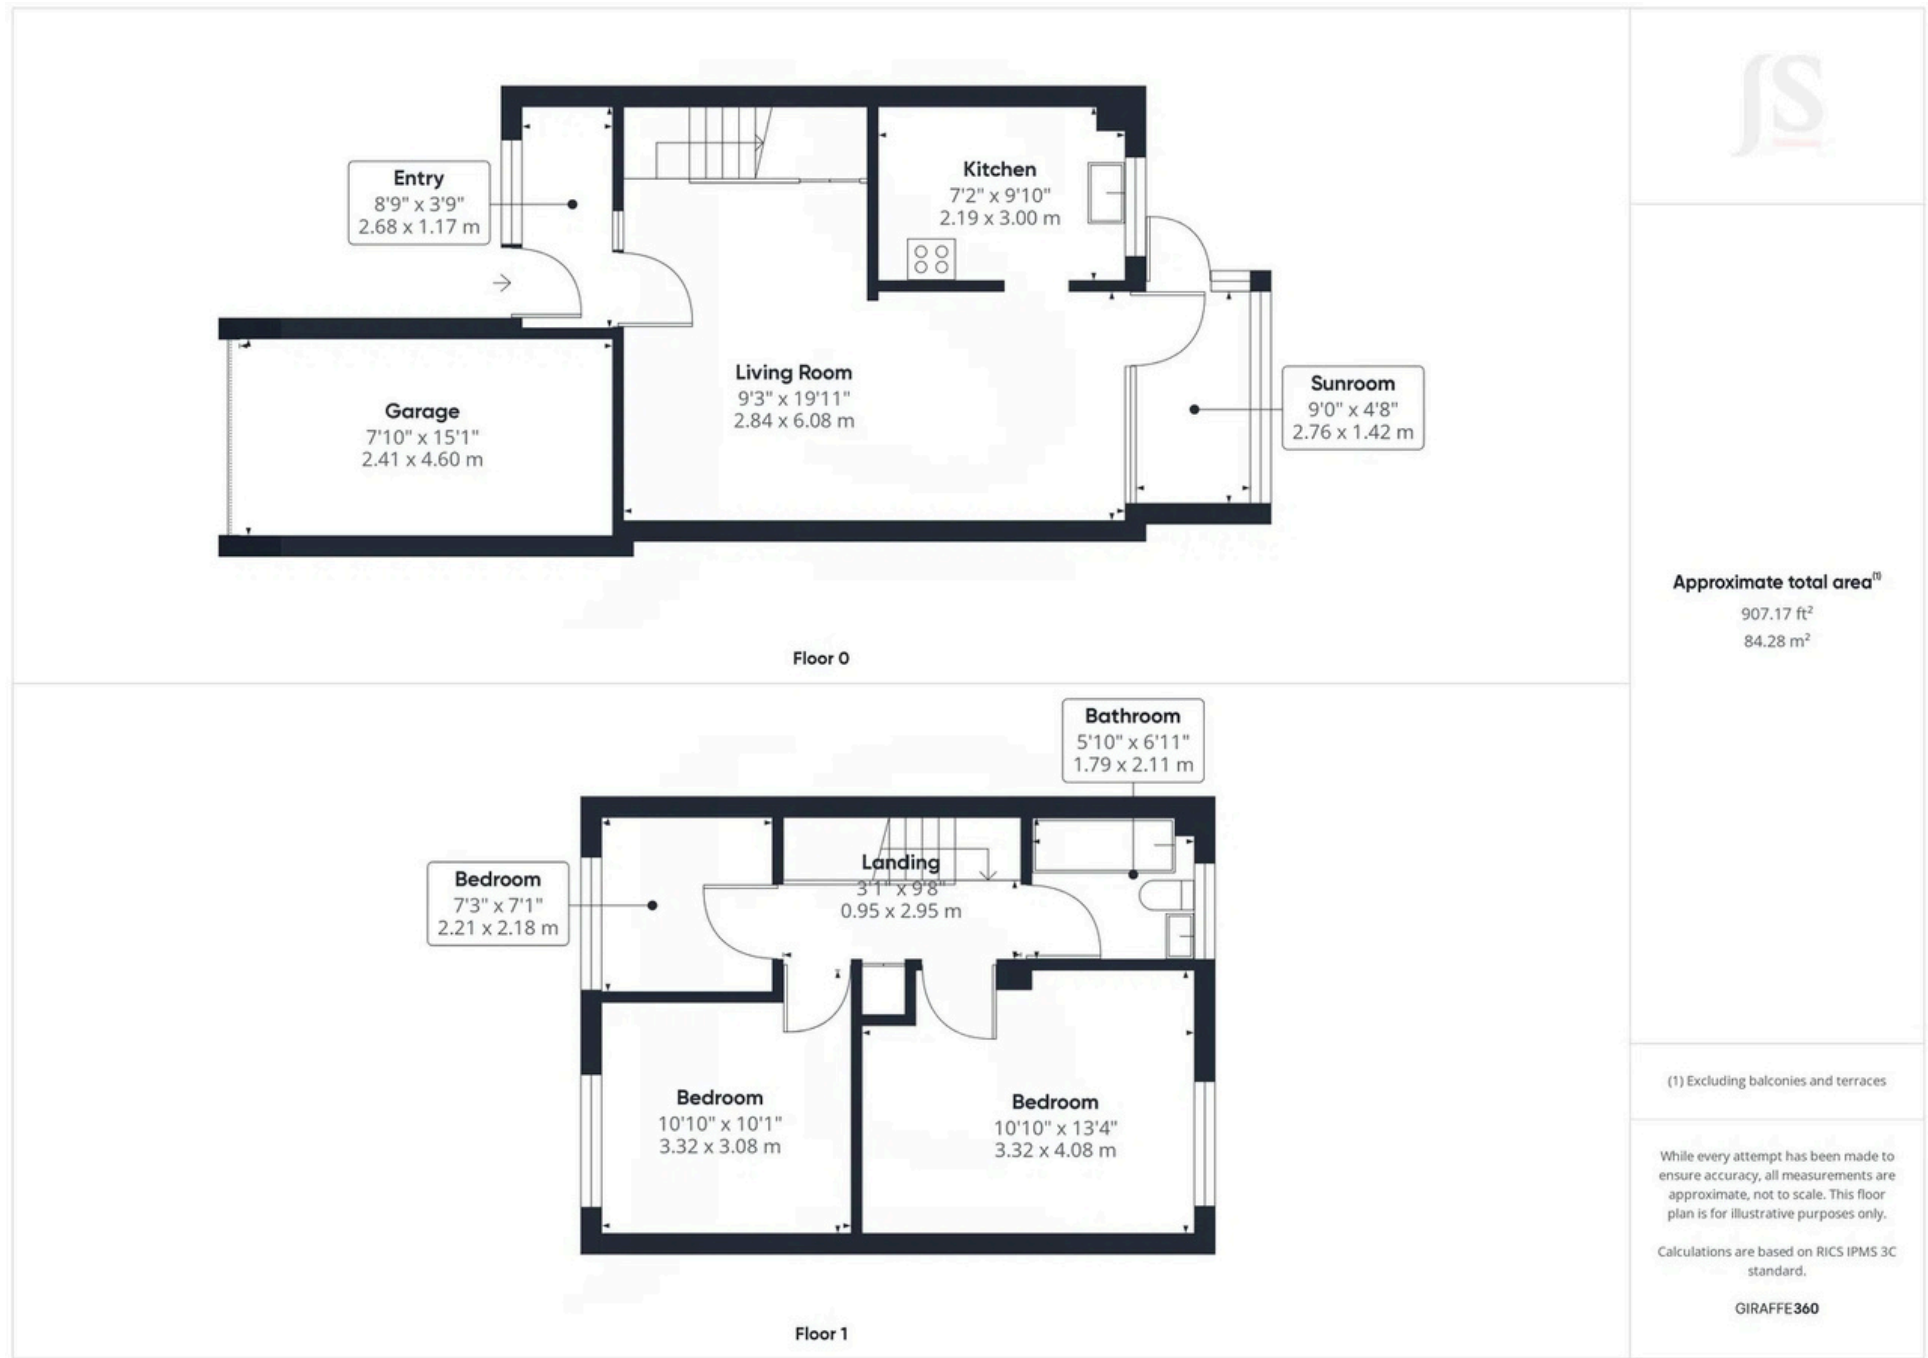 Entry
8'9" x 3'9"
2.68 x 1.17 m
Kitchen
7'2" x 9'10"
2.19 x 3.00 m
Living Room
9'3" x 19'11"
2.84 x 6.08 m
Garage
7'10" x 15'1"
2.41 x 4.60 m
Sunroom
9'0" x 4'8"
2.76 x 1.42 m
Floor 0
Bathroom
5'10" x 6'11"
1.79 x 2.11 m
Landing
3'1" x 9'8"
0.95 x 2.95 m
Bedroom
7'3" x 7'1"
2.21 x 2.18 m
Bedroom
10'10" x 10'1"
3.32 x 3.08 m
Bedroom
10'10" x 13'4"
3.32 x 4.08 m
Floor 1
JS
Approximate total area(1)
907.17 ft²
84.28 m²
(1) Excluding balconies and terraces
While every attempt has been made to
ensure accuracy, all measurements are
approximate, not to scale. This floor
plan is for illustrative purposes only.
Calculations are based on RICS IPMS 3C
standard.
GIRAFFE360